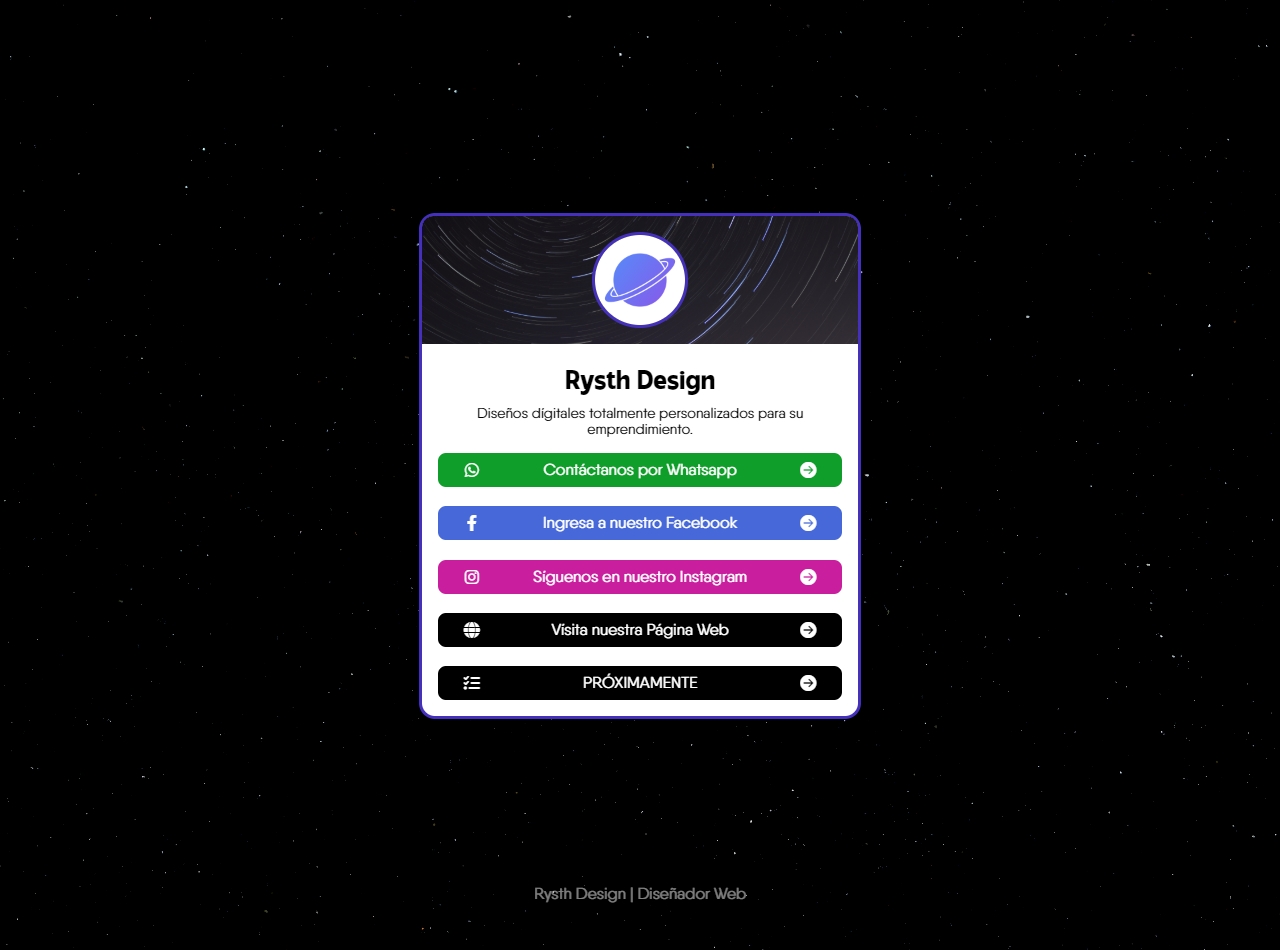 Rysth Design
Diseños dígitales totalmente personalizados para su
emprendimiento.
Contáctanos por Whatsapp
Ingresa a nuestro Facebook
Síguenos en nuestro Instagram
Visita nuestra Página Web
PRÓXIMAMENTE
Rysth Design | Diseñador Web